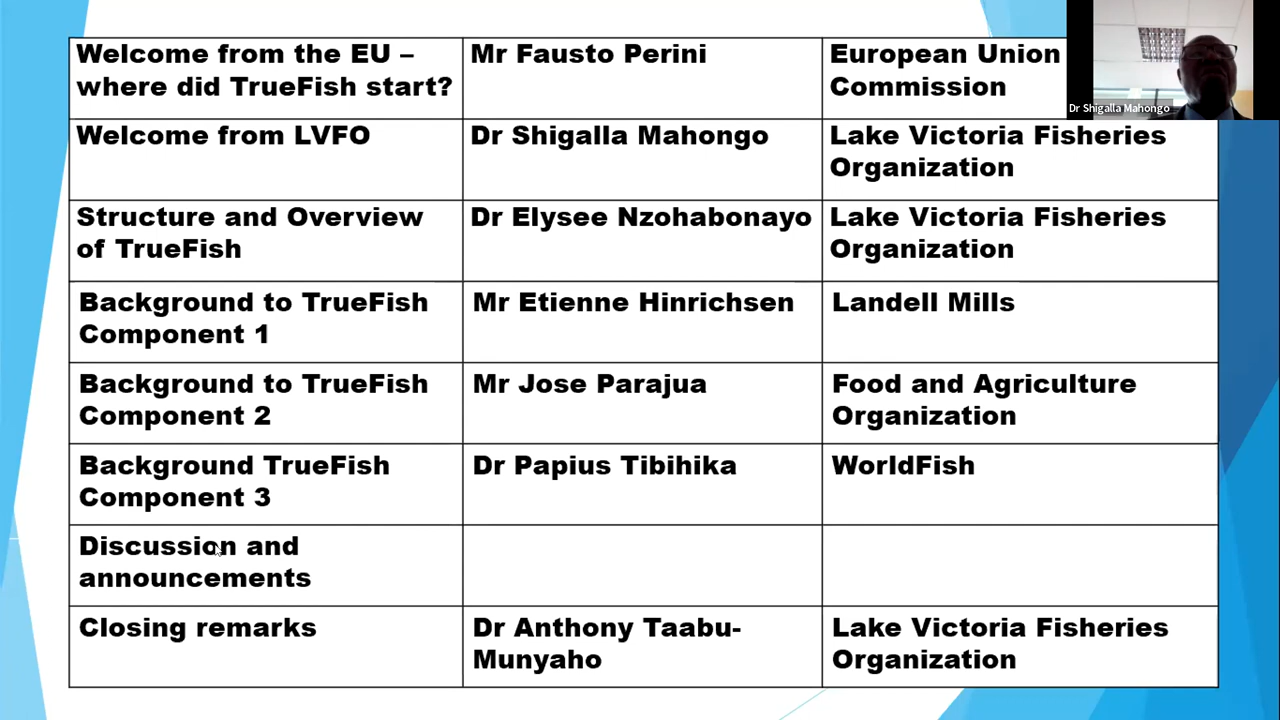 Welcome from the EU –
where did TrueFish start?
Mr Fausto Perini
European Union
Commission
Dr Shigalla Mahongo
Welcome from LVFO
Dr Shigalla Mahongo
Lake Victoria Fisheries
Organization
Structure and Overview
of TrueFish
Dr Elysee Nzohabonayo
Lake Victoria Fisheries
Organization
Background to TrueFish
Component 1
Mr Etienne Hinrichsen
Landell Mills
Background to TrueFish
Component 2
Mr Jose Parajua
Food and Agriculture
Organization
Background TrueFish
Component 3
Dr Papius Tibihika
WorldFish
Discussion and
announcements
Closing remarks
Dr Anthony Taabu-
Munyaho
Lake Victoria Fisheries
Organization